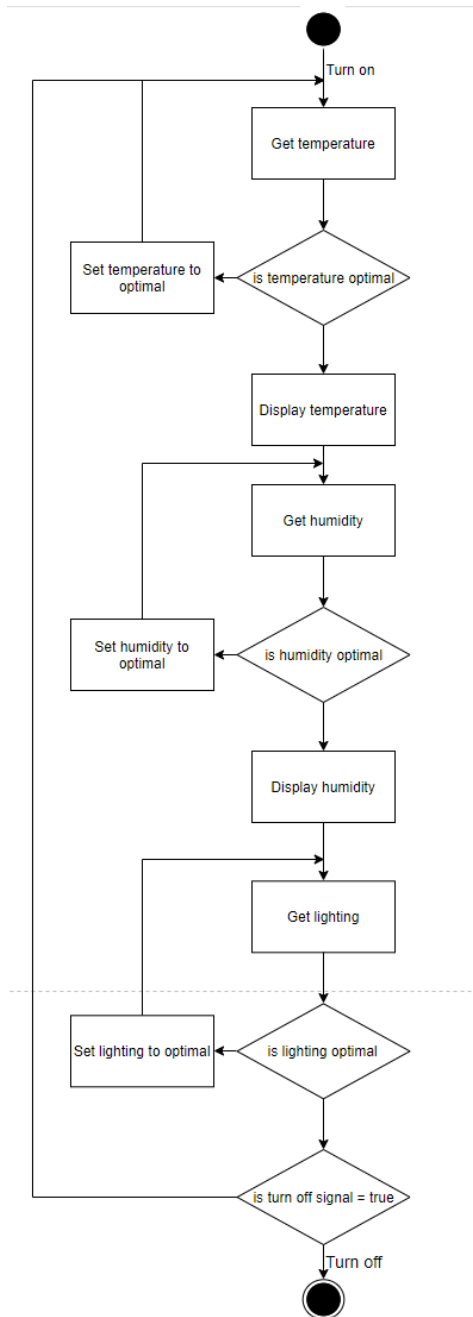 Turn on
Get temperature
is temperature optimal
Set temperature to
optimal
Display temperature
Get humidity
is humidity optimal
Set humidity to
optimal
Display humidity
Get lighting
is lighting optimal
Set lighting to optimal
is turn off signal = true
Turn off